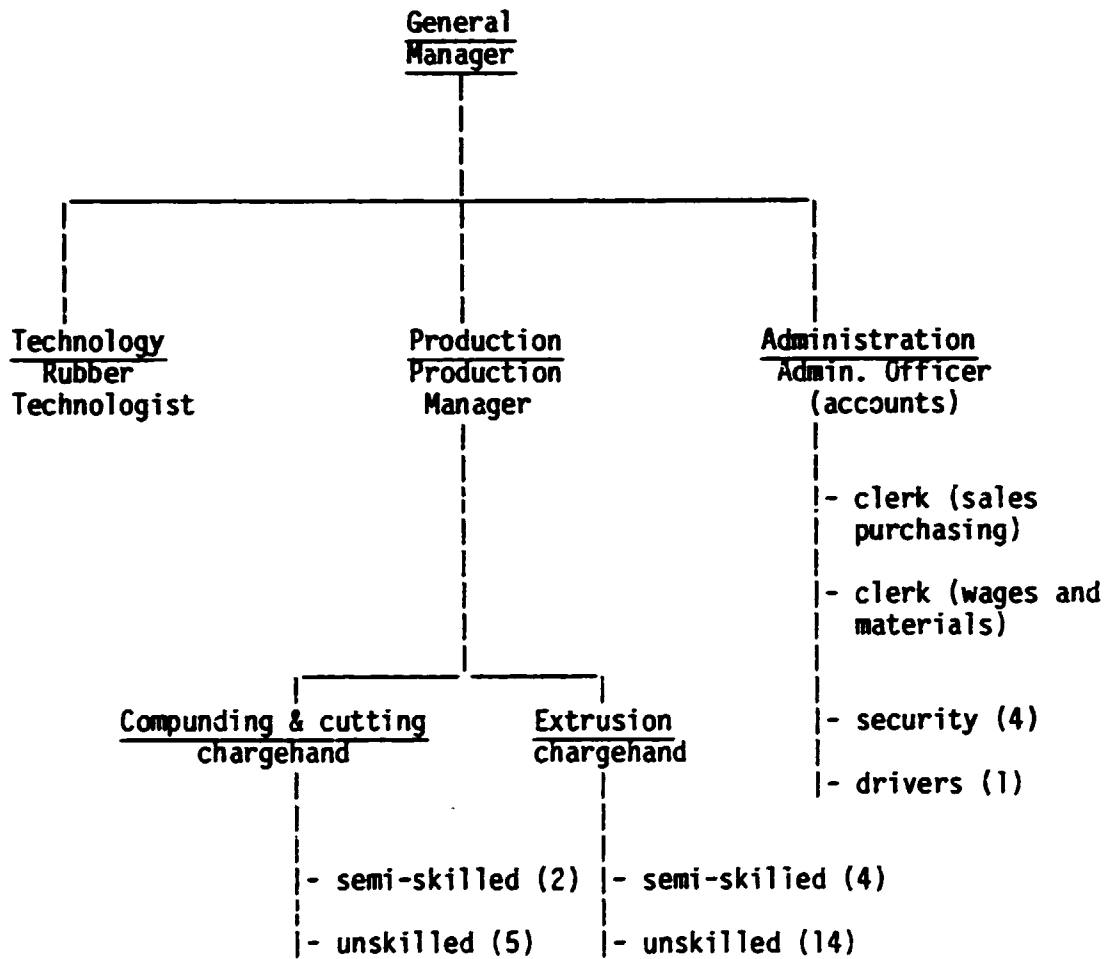 General
Manager
Technology
Rubber
Technologist
Production
Production
Manager
Administration
Admin. Officer
(accounts)
- clerk (sales
purchasing)
- clerk (wages and
materials)
- security (4)
- drivers (1)
Compunding & cutting
chargehand
- semi-skilled (2)
- unskilled (5)
Extrusion
chargehand
- semi-skilled (4)
- unskilled (14)